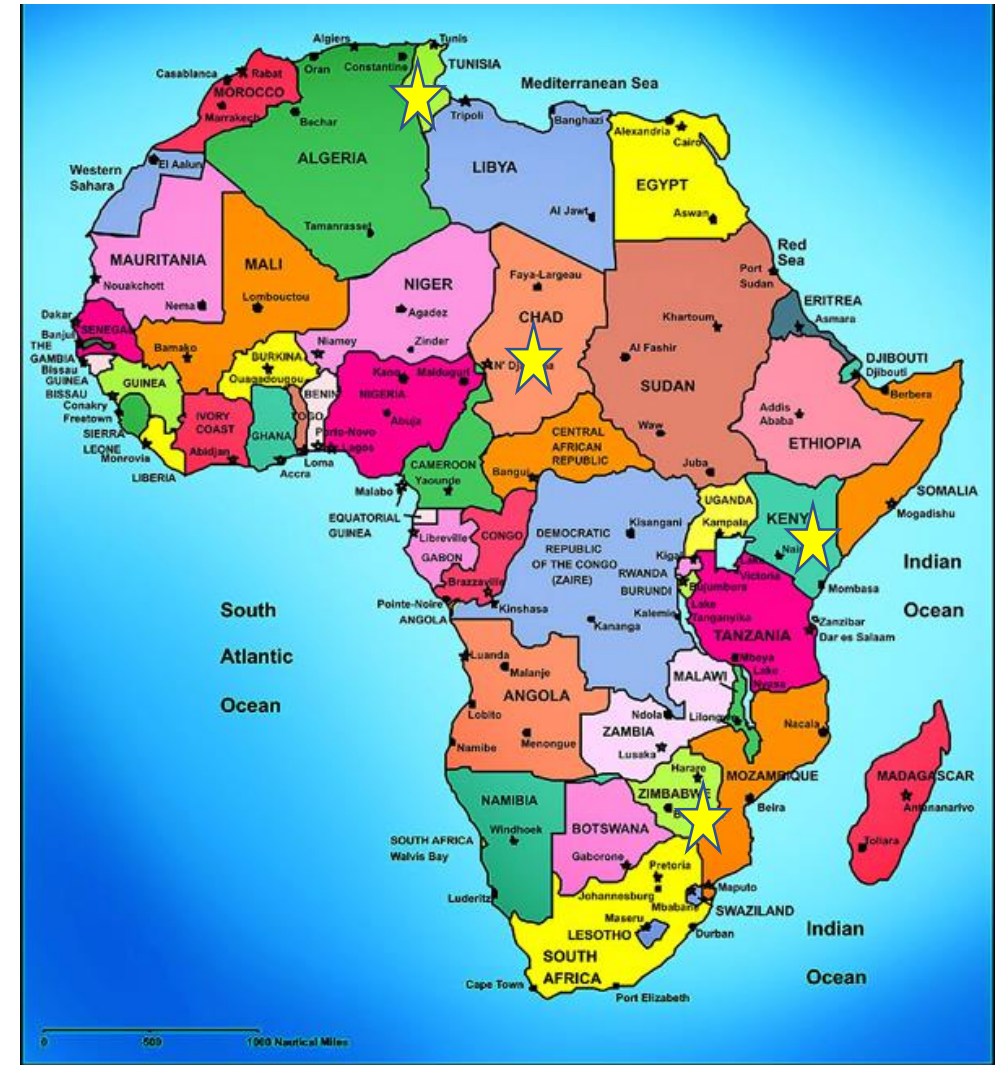 Algiers
Tunis
Oran
Constantine
TUNISIA
Casablanca
Rabat
MOROCCO
Marrakech
Bechar
Tripoli
Mediterranean Sea
Banghazi
Alexandria
Cairo
ALGERIA
LIBYA
EGYPT
Western
Sahara
El Aalun
Al Jawt
Aswan
Tamanrasset
MAURITANIA
MALI
NIGER
Red
Sea
Port
Sudan
Nouakchott
Nema
Lombouctou
Agadez
Faya-Largeau
CHAD
Khartoum
ERITREA
Asmara
Dakar
SENEGAL
Banjul
THE
GAMBIA
Bissau
GUINEA
BISSAU
Bamako
Niamey
Zinder
BURKINA
Ouagadougou
Al Fashir
SUDAN
DJIBOUTI
Djibouti
Berbera
GUINEA
Conakry
Freetown
SIERRA
LEONE
Monrovia
LIBERIA
IVORY
COAST
Abidjan
GHANA
Accra
TOGO
BENIN
Loma
Porto-Novo
Lagos
Kano
Maiduguri
NIGERIA
Abuja
Addis
Ababa
ETHIOPIA
Waw
Juba
CENTRAL
AFRICAN
REPUBLIC
Bangui
CAMEROON
Yaounde
Malabo
EQUATORIAL
GUINEA
Libreville
GABON
CONGO
Brazzaville
Pointe-Noire
ANGOLA
Kinshasa
DEMOCRATIC
REPUBLIC
OF THE CONGO
(ZAIRE)
Kisangani
UGANDA
Kampala
KENY
SOMALIA
Mogadishu
Kigali
RWANDA
BURUNDI
Bujumbura
Lake
Victoria
Mombasa
Indian
Ocean
Kalemie
Lake
Tanganyika
TANZANIA
Zanzibar
Dar es Salaam
Kananga
Mbeya
Lake
Nyasa
South
Atlantic
Ocean
Luanda
Malanje
ANGOLA
Lobito
Namibe
Menongue
MALAWI
Lilongwe
Ndola
ZAMBIA
Lusaka
Nacala
Harare
MOZAMBIQUE
ZIMBABWE
Beira
MADAGASCAR
Antananarivo
Toliara
NAMIBIA
Windhoek
SOUTH AFRICA
Walvis Bay
BOTSWANA
Gaborone
Luderitz
Pretoria
Johannesburg
Maputo
Mbabane
SWAZILAND
Maseru
LESOTHO
Durban
SOUTH
AFRICA
Cape Town
Port Elizabeth
Indian
Ocean
0 500 1000 Nautical Miles